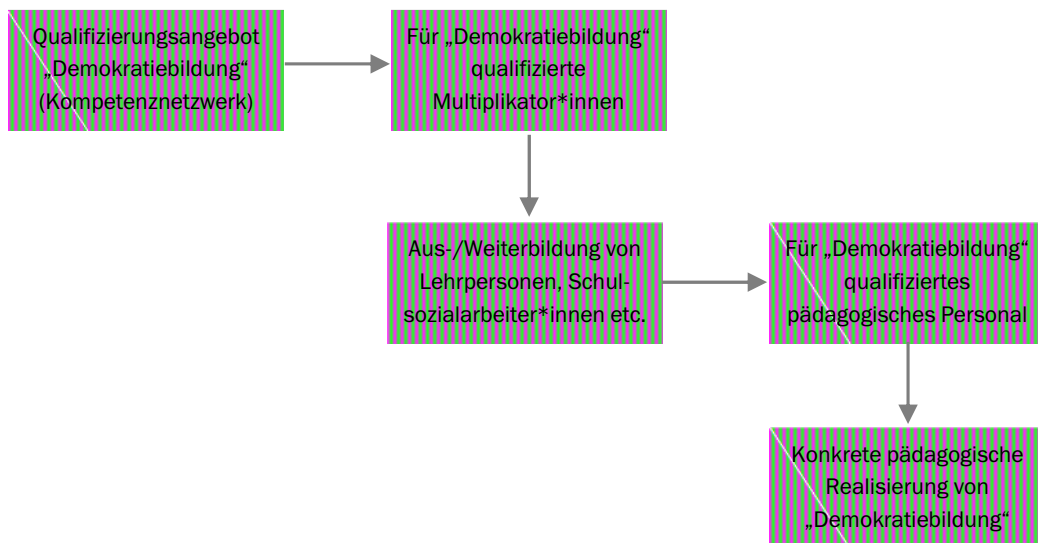 Qualifizierungsangebot
„Demokratiebildung“
(Kompetenznetzwerk)
Für „Demokratiebildung“
qualifizierte
Multiplikator*innen
Aus-/Weiterbildung von
Lehrpersonen, Schul-
sozialarbeiter*innen etc.
Für „Demokratiebildung“
qualifiziertes
pädagogisches Personal
Konkrete pädagogische
Realisierung von
„Demokratiebildung“